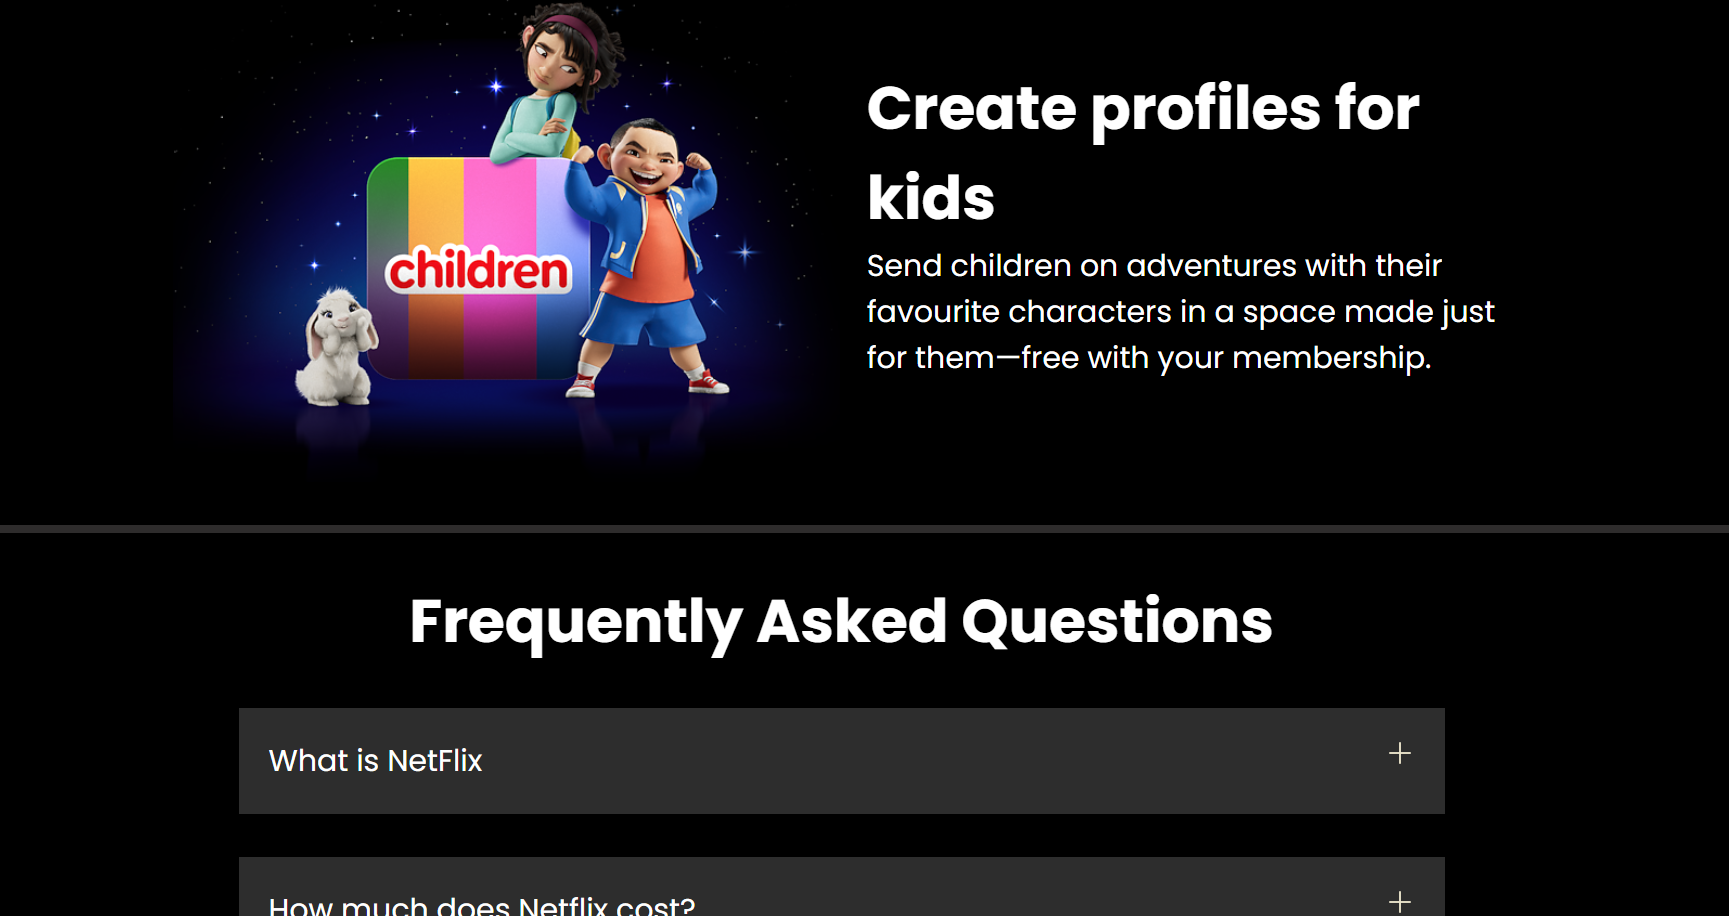 children
Create profiles for
kids
Send children on adventures with their
favourite characters in a space made just
for them—free with your membership.
Frequently Asked Questions
What is NetFlix
How much does Netflix cost?